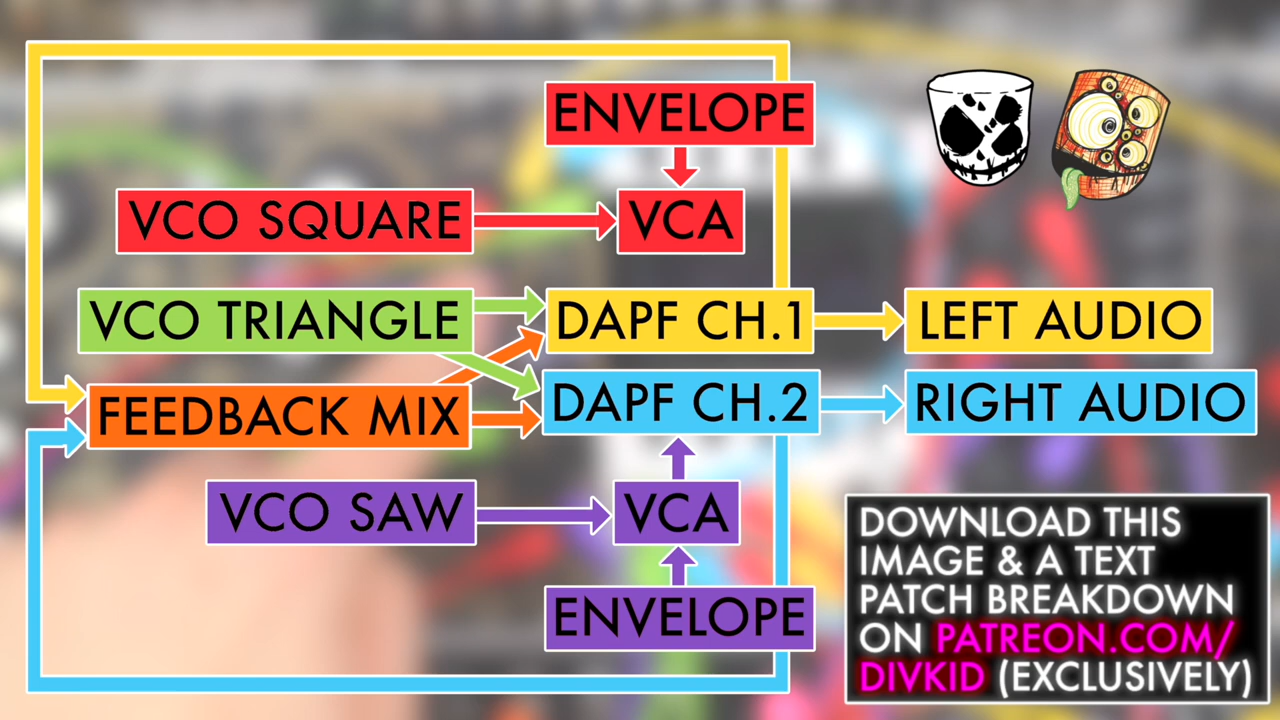 ENVELOPE
VCO SQUARE
VCA
VCO TRIANGLE
DAPF CH.1
LEFT AUDIO
FEEDBACK MIX
DAPF CH.2
RIGHT AUDIO
VCO SAW
VCA
ENVELOPE
DOWNLOAD THIS
IMAGE & A TEXT
PATCH BREAKDOWN
ON PATREON.COM/
DIVKID (EXCLUSIVELY)